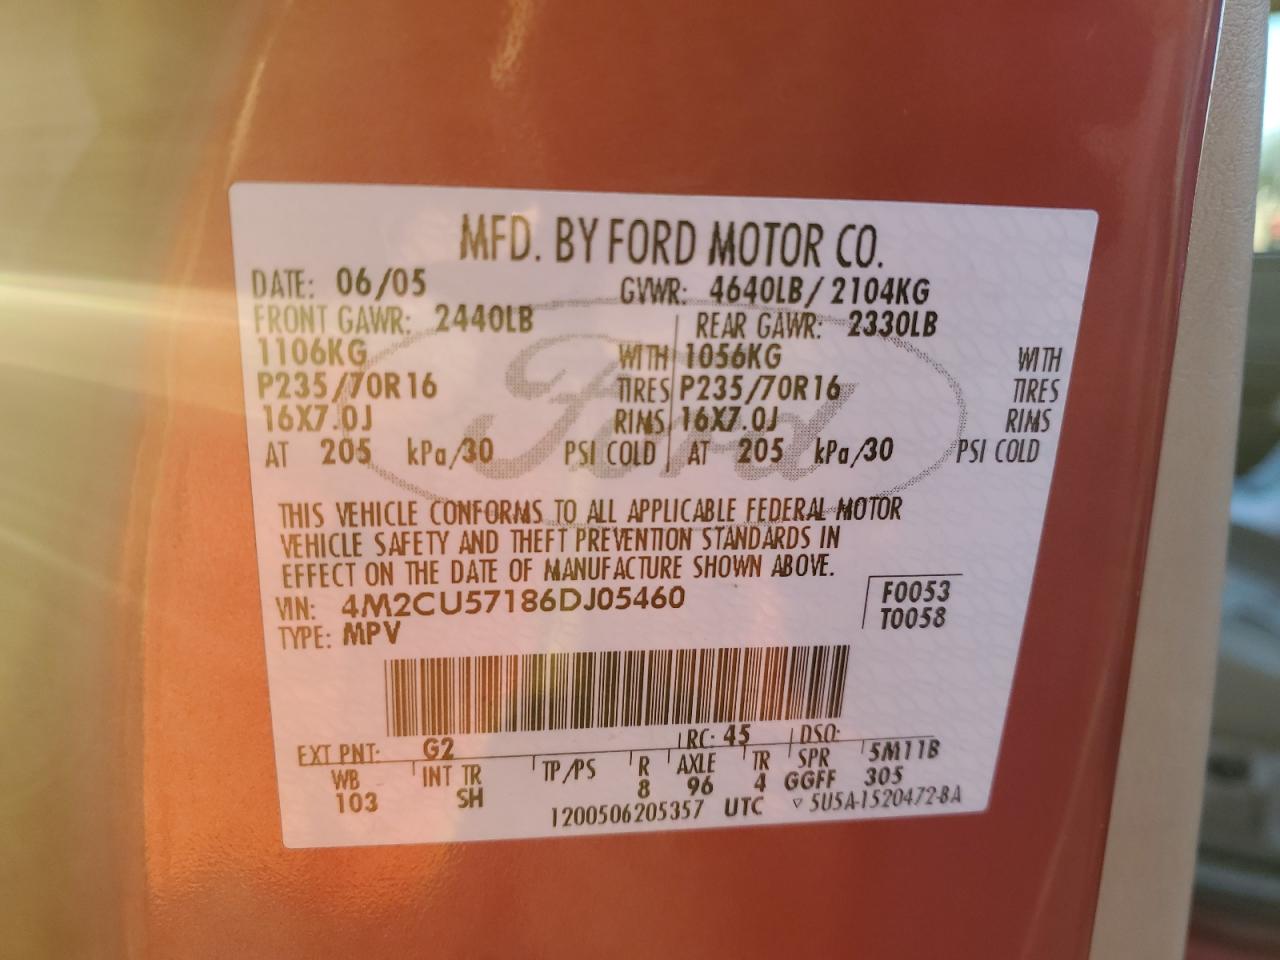 MFD. BY FORD MOTOR CO.
DATE: 06/05 GVWR: 4640LB/ 2104KG
FRONT GAWR: 2440LB REAR GAWR: 2330LB
1106KG WITH 1056KG WITH
P235/70R16 TIRES P235/70R16 TIRES
16X7.0J RIMS 16X7.0J RIMS
AT 205 kPa/30 PSI COLD AT 205 kPa/30 PSI COLD
Ford
THIS VEHICLE CONFORMS TO ALL APPLICABLE FEDERAL MOTOR
VEHICLE SAFETY AND THEFT PREVENTION STANDARDS IN
EFFECT ON THE DATE OF MANUFACTURE SHOWN ABOVE.
VIN: 4M2CU57186DJ05460 F0053
TYPE: MPV T0058
EXT PNT: G2 RC: 45 DSO:
WB INT TR TP/PS R AXLE TR SPR 5M11B
103 SH 8 96 4 GGFF 305
1200506205357 UTC ▽ 5U5A-1520472-BA